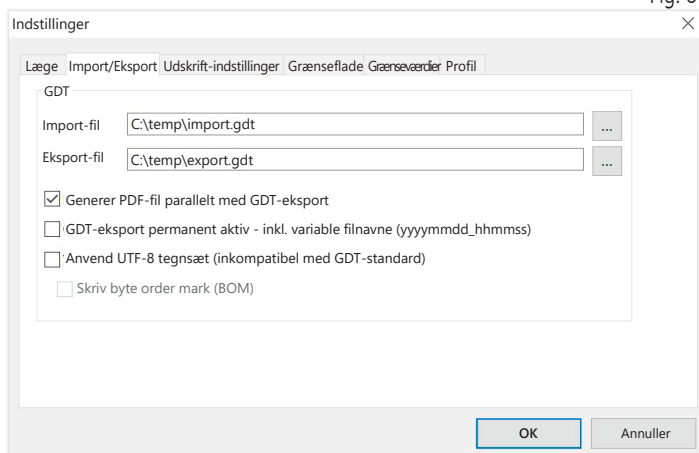 Indstillinger
Læge Import/Eksport Udskrift-indstillinger Grænseflade Grænseværdier Profil
GDT
Import-fil C:\temp\import.gdt ...
Eksport-fil C:\temp\export.gdt ...
Generer PDF-fil parallelt med GDT-eksport
GDT-eksport permanent aktiv - inkl. variable filnavne (yyyymmdd_hhmmss)
Anvend UTF-8 tegnsæt (inkompatibel med GDT-standard)
Skriv byte order mark (BOM)
OK Annuller